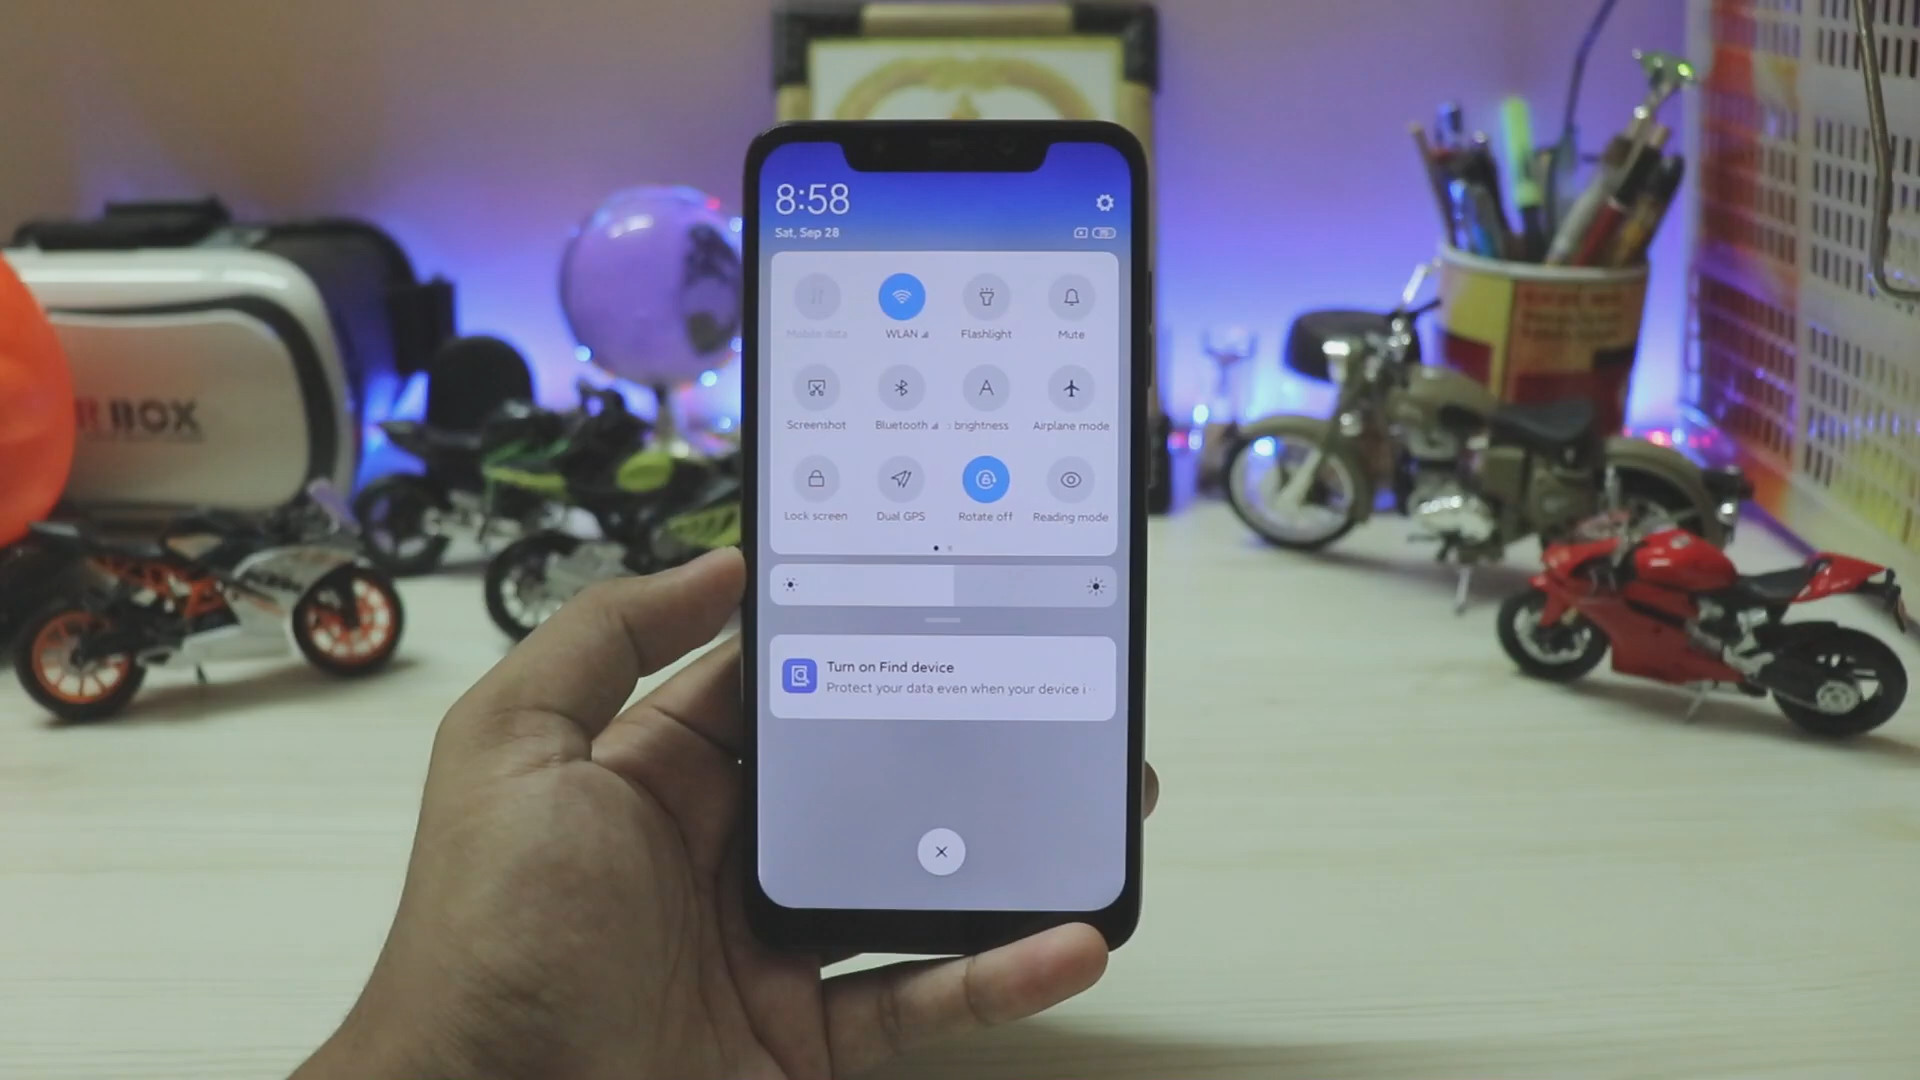 8:58
Sat, Sep 28
Mobile data
WLAN
Flashlight
Mute
Screenshot
Bluetooth
brightness
Airplane mode
Lock screen
Dual GPS
Rotate off
Reading mode
Turn on Find device
Protect your data even when your device i
R BOX